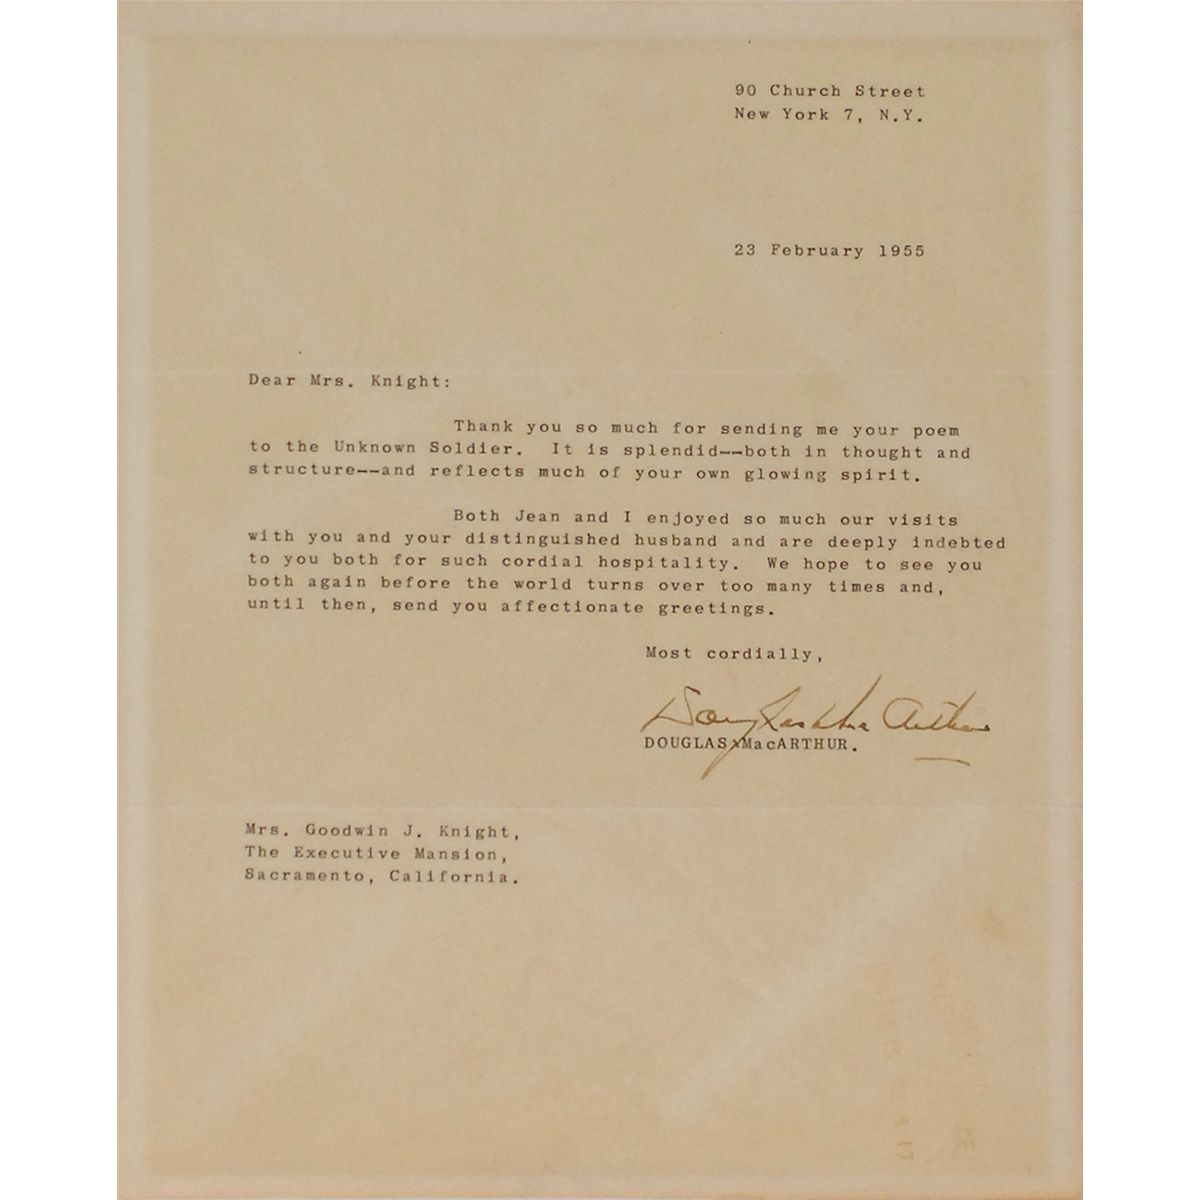 90 Church Street
New York 7, N.Y.
23 February 1955
Dear Mrs. Knight:
Thank you so much for sending me your poem
to the Unknown Soldier. It is splendid--both in thought and
structure--and reflects much of your own glowing spirit.
Both Jean and I enjoyed so much our visits
with you and your distinguished husband and are deeply indebted
to you both for such cordial hospitality. We hope to see you
both again before the world turns over too many times and,
until then, send you affectionate greetings.
Most cordially,
Douglas MacArthur
DOUGLAS MacARTHUR.
Mrs. Goodwin J. Knight,
The Executive Mansion,
Sacramento, California.